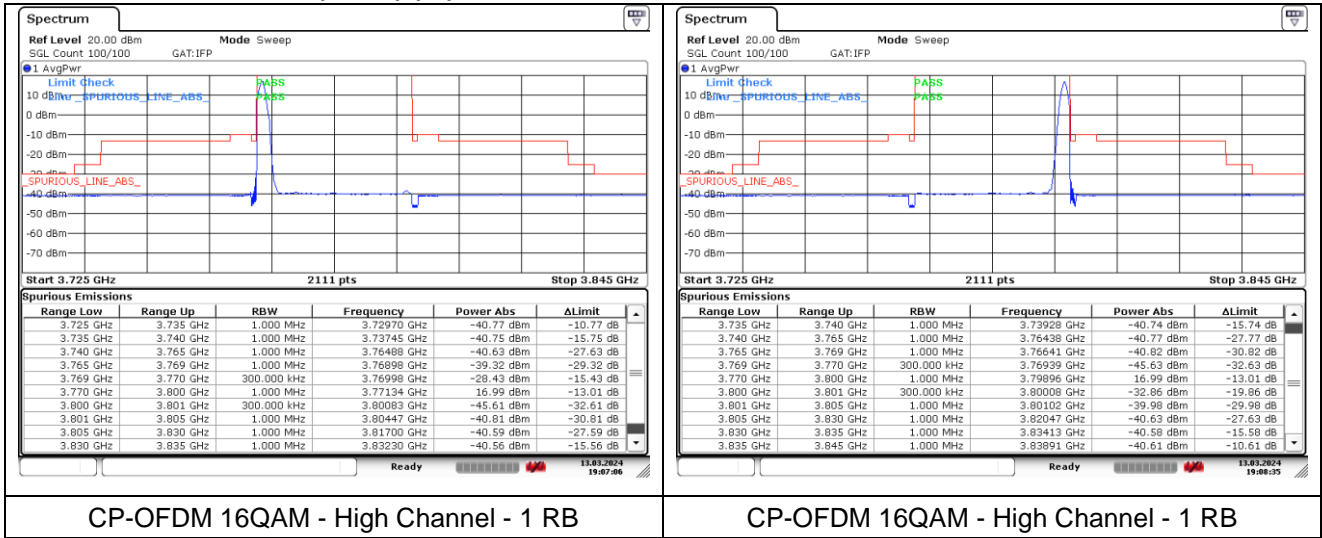 Spectrum
Ref Level 20.00 dBm Mode Sweep
SGL Count 100/100 GAT:IFP
1 AvgPwr
Limit Check PASS
Line _SPURIOUS_LINE_ABS_ PASS
10 dBm
0 dBm
-10 dBm
-20 dBm
-30 dBm
_SPURIOUS_LINE_ABS_
-40 dBm
-50 dBm
-60 dBm
-70 dBm
Start 3.725 GHz 2111 pts Stop 3.845 GHz
Spurious Emissions
Range Low Range Up RBW Frequency Power Abs ΔLimit
3.725 GHz 3.735 GHz 1.000 MHz 3.72970 GHz -40.77 dBm -10.77 dB
3.735 GHz 3.740 GHz 1.000 MHz 3.73745 GHz -40.75 dBm -15.75 dB
3.740 GHz 3.765 GHz 1.000 MHz 3.76488 GHz -40.63 dBm -27.63 dB
3.765 GHz 3.769 GHz 1.000 MHz 3.76898 GHz -39.32 dBm -29.32 dB
3.769 GHz 3.770 GHz 300.000 kHz 3.76998 GHz -28.43 dBm -15.43 dB
3.770 GHz 3.800 GHz 1.000 MHz 3.77134 GHz 16.99 dBm -13.01 dB
3.800 GHz 3.801 GHz 300.000 kHz 3.80083 GHz -45.61 dBm -32.61 dB
3.801 GHz 3.805 GHz 1.000 MHz 3.80447 GHz -40.81 dBm -30.81 dB
3.805 GHz 3.830 GHz 1.000 MHz 3.81700 GHz -40.59 dBm -27.59 dB
3.830 GHz 3.835 GHz 1.000 MHz 3.83230 GHz -40.56 dBm -15.56 dB
Ready 13.03.2024
19:07:06
CP-OFDM 16QAM - High Channel - 1 RB
Spectrum
Ref Level 20.00 dBm Mode Sweep
SGL Count 100/100 GAT:IFP
1 AvgPwr
Limit Check PASS
Line _SPURIOUS_LINE_ABS_ PASS
10 dBm
0 dBm
-10 dBm
-20 dBm
-30 dBm
_SPURIOUS_LINE_ABS_
-40 dBm
-50 dBm
-60 dBm
-70 dBm
Start 3.725 GHz 2111 pts Stop 3.845 GHz
Spurious Emissions
Range Low Range Up RBW Frequency Power Abs ΔLimit
3.735 GHz 3.740 GHz 1.000 MHz 3.73928 GHz -40.74 dBm -15.74 dB
3.740 GHz 3.765 GHz 1.000 MHz 3.76438 GHz -40.77 dBm -27.77 dB
3.765 GHz 3.769 GHz 1.000 MHz 3.76641 GHz -40.82 dBm -30.82 dB
3.769 GHz 3.770 GHz 300.000 kHz 3.76939 GHz -45.63 dBm -32.63 dB
3.770 GHz 3.800 GHz 1.000 MHz 3.79896 GHz 16.99 dBm -13.01 dB
3.800 GHz 3.801 GHz 300.000 kHz 3.80008 GHz -32.86 dBm -19.86 dB
3.801 GHz 3.805 GHz 1.000 MHz 3.80102 GHz -39.98 dBm -29.98 dB
3.805 GHz 3.830 GHz 1.000 MHz 3.82047 GHz -40.63 dBm -27.63 dB
3.830 GHz 3.835 GHz 1.000 MHz 3.83413 GHz -40.58 dBm -15.58 dB
3.835 GHz 3.845 GHz 1.000 MHz 3.83891 GHz -40.61 dBm -10.61 dB
Ready 13.03.2024
19:08:35
CP-OFDM 16QAM - High Channel - 1 RB